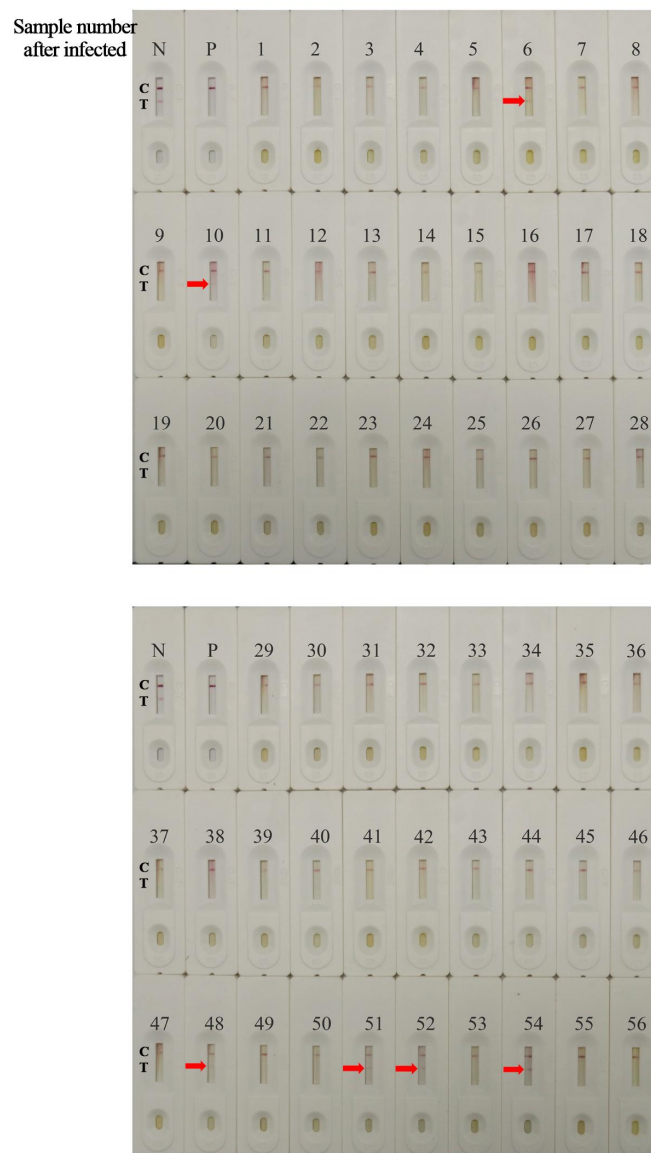 Sample number
after infected
N P 1 2 3 4 5 6 7 8
C
T
9 10 11 12 13 14 15 16 17 18
C
T
19 20 21 22 23 24 25 26 27 28
C
T
N P 29 30 31 32 33 34 35 36
C
T
37 38 39 40 41 42 43 44 45 46
C
T
47 48 49 50 51 52 53 54 55 56
C
T